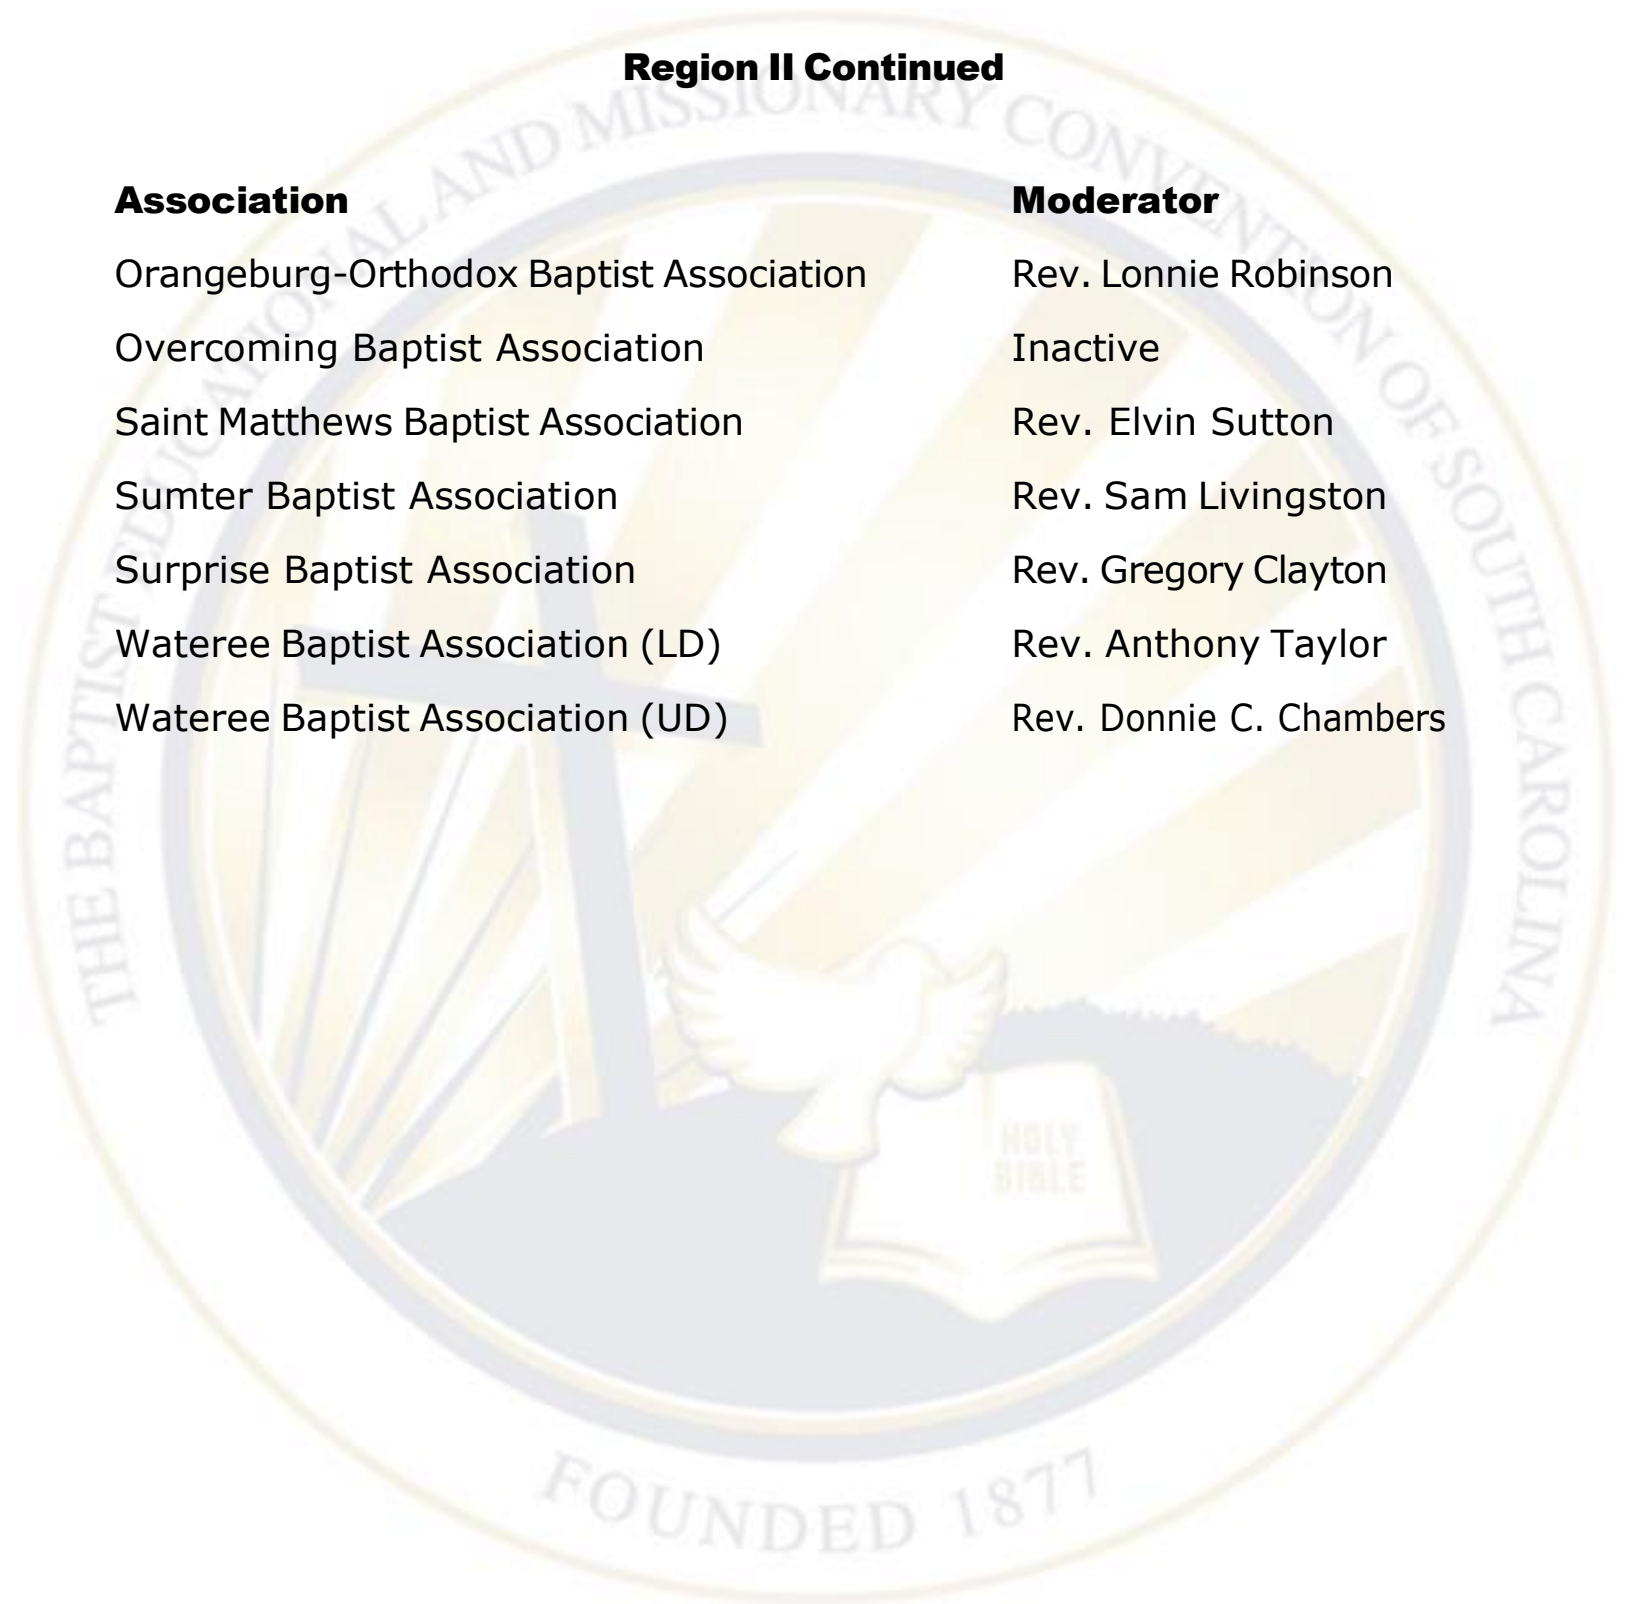 Region II Continued
Association Moderator
Orangeburg-Orthodox Baptist Association Rev. Lonnie Robinson
Overcoming Baptist Association Inactive
Saint Matthews Baptist Association Rev. Elvin Sutton
Sumter Baptist Association Rev. Sam Livingston
Surprise Baptist Association Rev. Gregory Clayton
Wateree Baptist Association (LD) Rev. Anthony Taylor
Wateree Baptist Association (UD) Rev. Donnie C. Chambers
THE BAPTIST EDUCATIONAL AND MISSIONARY CONVENTION OF SOUTH CAROLINA
HOLY
BIBLE
FOUNDED 1877